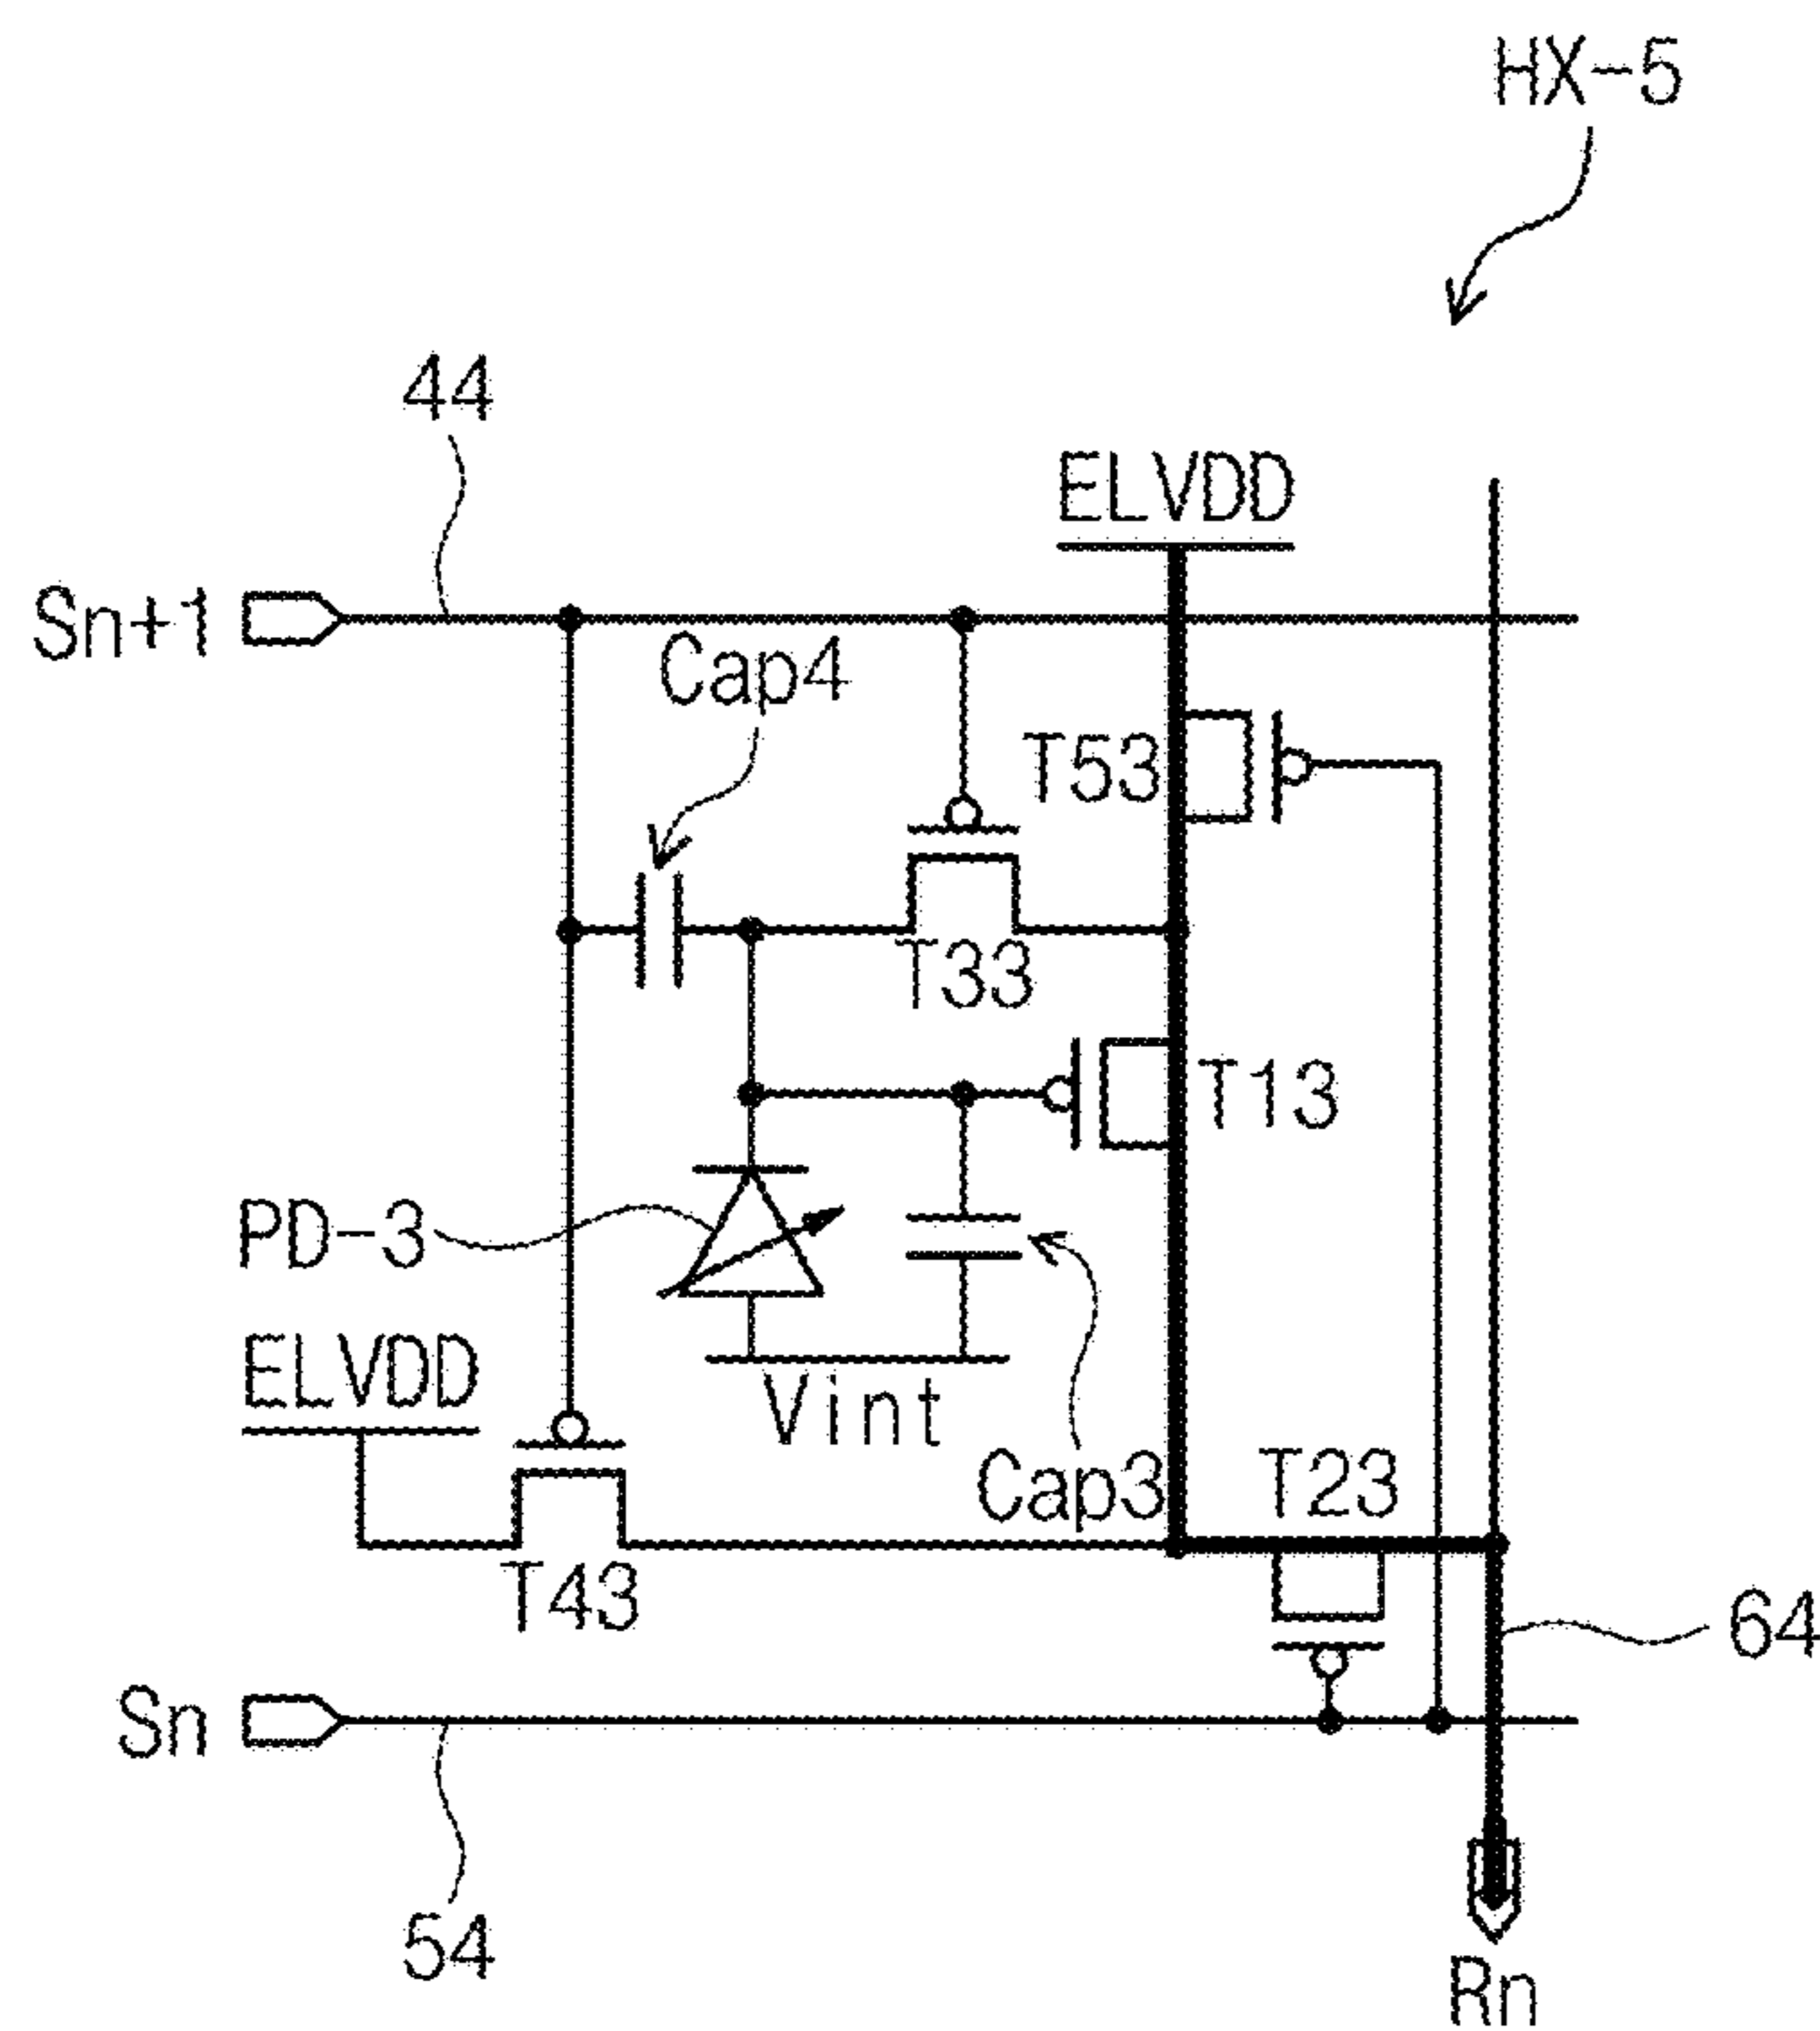 HX-5
44
ELVDD
Sn+1
Cap4
T53
T33
T13
PD-3
ELVDD
Vint
Cap3
T23
T43
64
Sn
54
Rn